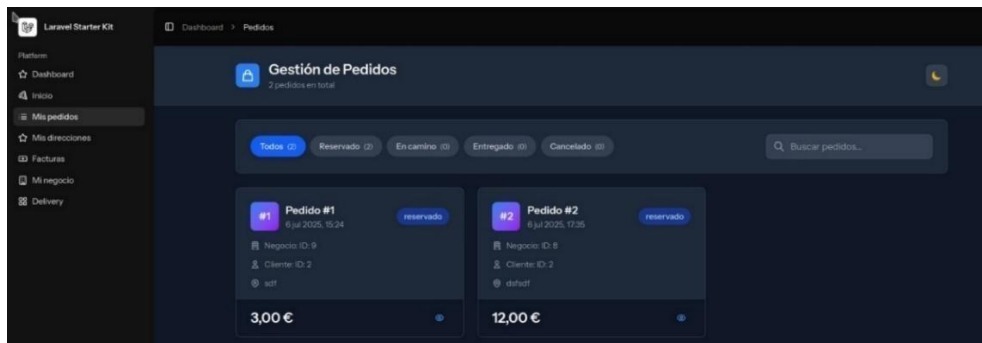 Laravel Starter Kit
Dashboard > Pedidos
Platform
Dashboard
Inicio
Mis pedidos
Mis direcciones
Facturas
Mi negocio
Delivery
Gestión de Pedidos
2 pedidos en total
Todos (2) Reservado (2) En camino (0) Entregado (0) Cancelado (0)
Buscar pedidos...
#1 Pedido #1 reservado
6 jul 2025, 15:24
Negocio: ID: 9
Cliente: ID: 2
sdf
3,00 €
#2 Pedido #2 reservado
6 jul 2025, 17:35
Negocio: ID: 8
Cliente: ID: 2
12,00 €